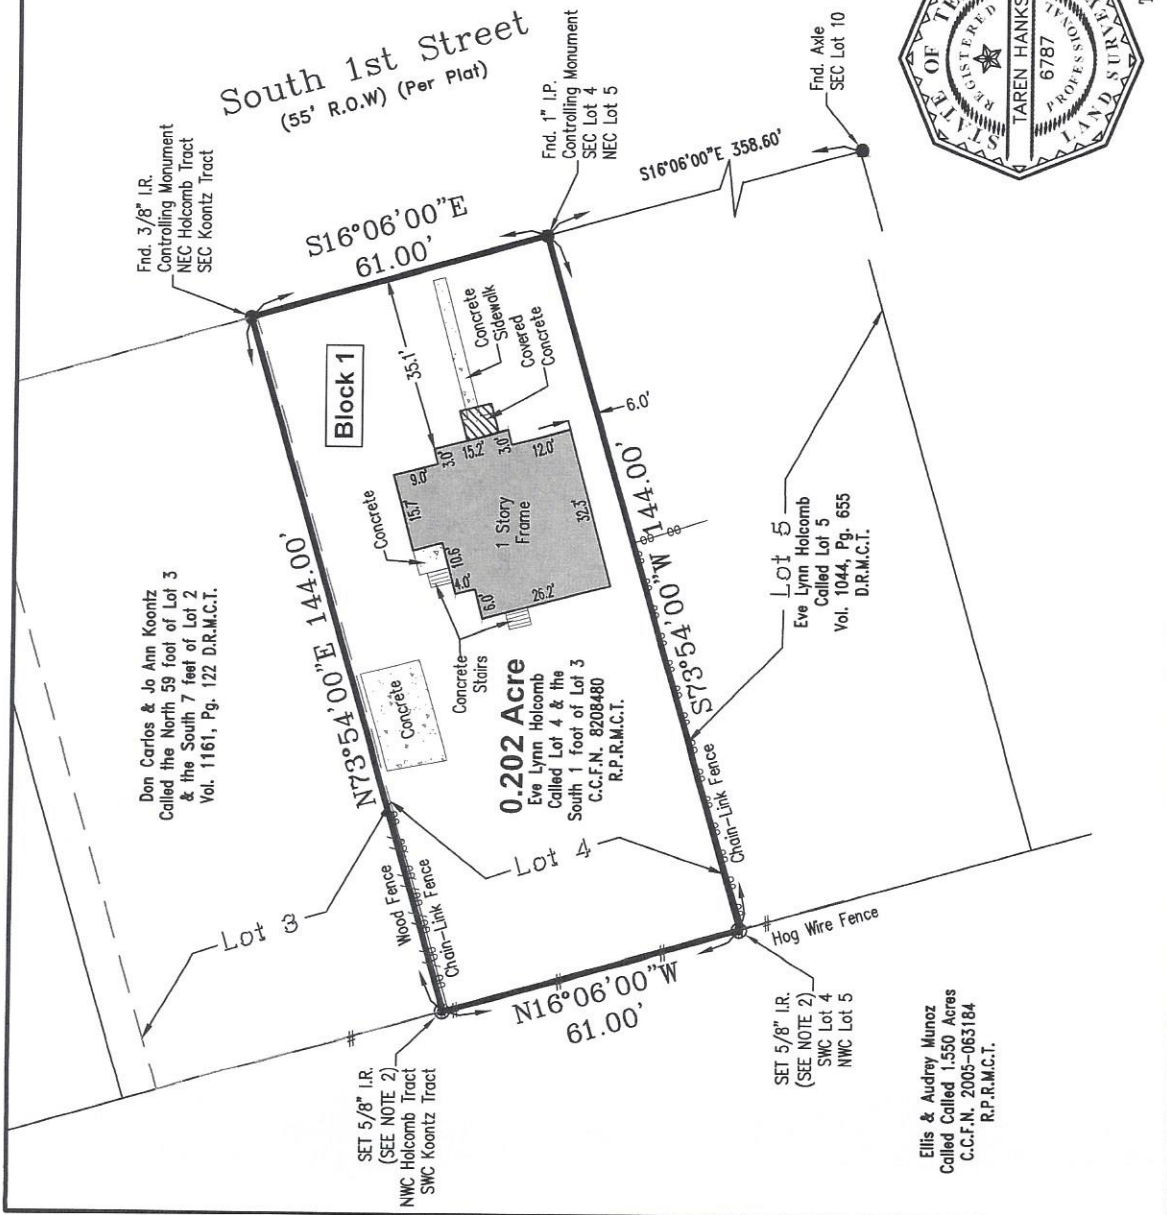 South 1st Street
(55' R.O.W) (Per Plat)
Fnd. 3/8" I.R.
Controlling Monument
NEC Holcomb Tract
SEC Koontz Tract
Fnd. 1" I.P.
Controlling Monument
SEC Lot 4
NEC Lot 5
Fnd. Axle
SEC Lot 10
S16°06'00"E
61.00'
S16°06'00"E 358.60'
STATE OF
REGISTERED
TAREN HANKS
6787
PROFESSIONAL
LAND
Block 1
35.1'
Concrete
Sidewalk
Covered
Concrete
6.0'
Concrete
9.0'
3.0'
15.2'
3.0'
12.0'
15.7'
10.6'
4.0'
6.0'
26.2'
32.3'
1 Story
Frame
Concrete
Stairs
Concrete
N73°54'00"E 144.00'
S73°54'00"W 144.00'
Don Carlos & Jo Ann Koontz
Called the North 59 foot of Lot 3
& the South 7 feet of Lot 2
Vol. 1161, Pg. 122 D.R.M.C.T.
0.202 Acre
Eve Lynn Holcomb
Called Lot 4 & the
South 1 foot of Lot 3
C.C.F.N. 8208480
R.P.R.M.C.T.
Lot 5
Eve Lynn Holcomb
Called Lot 5
Vol. 1044, Pg. 655
D.R.M.C.T.
Lot 3
Lot 4
Wood Fence
Chain-Link Fence
Chain-Link Fence
Hog Wire Fence
N16°06'00"W
61.00'
SET 5/8" I.R.
(SEE NOTE 2)
NWC Holcomb Tract
SWC Koontz Tract
SET 5/8" I.R.
(SEE NOTE 2)
SWC Lot 4
NWC Lot 5
Ellis & Audrey Munoz
Called Called 1.550 Acres
C.C.F.N. 2005-063184
R.P.R.M.C.T.